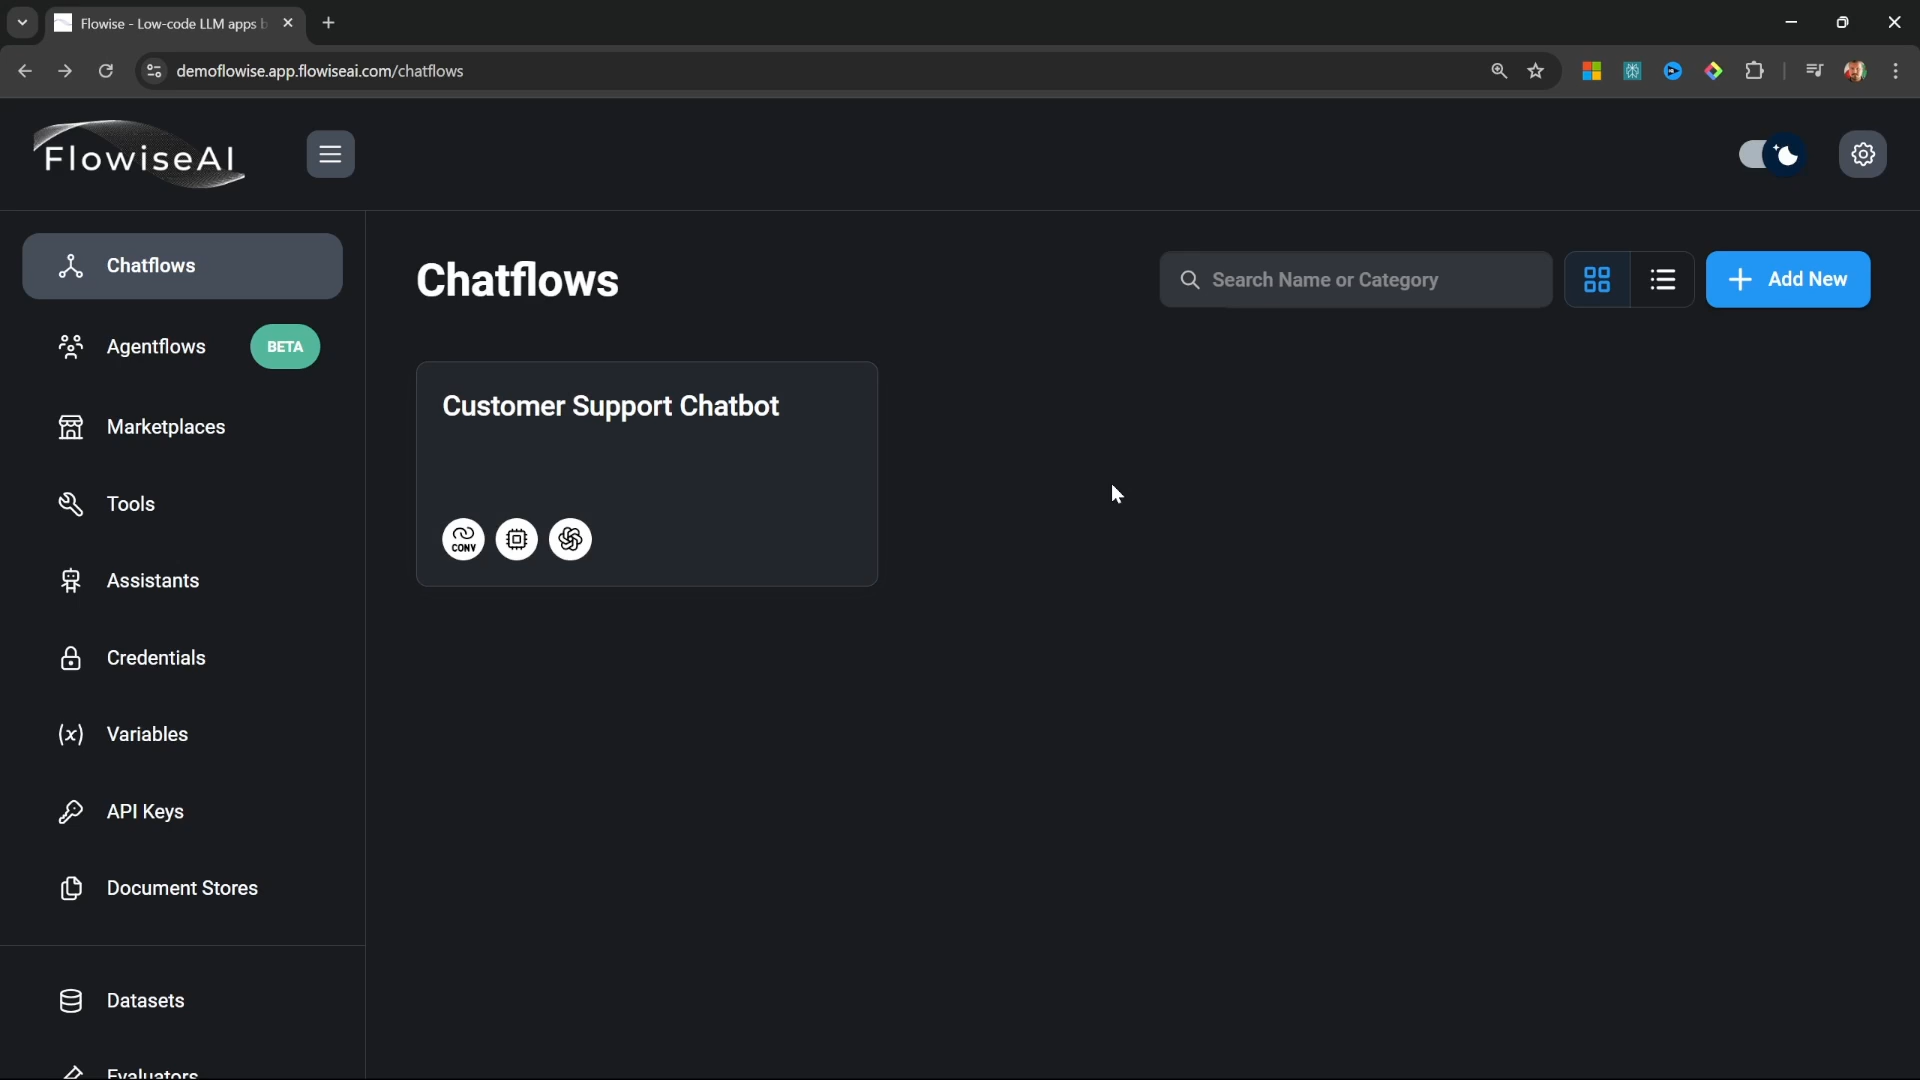 Flowise - Low-code LLM apps b
demoflowise.app.flowiseai.com/chatflows
FlowiseAI
Chatflows
Agentflows BETA
Marketplaces
Tools
Assistants
Credentials
Variables
API Keys
Document Stores
Datasets
Evaluators
Chatflows
Search Name or Category
Add New
Customer Support Chatbot
CONV